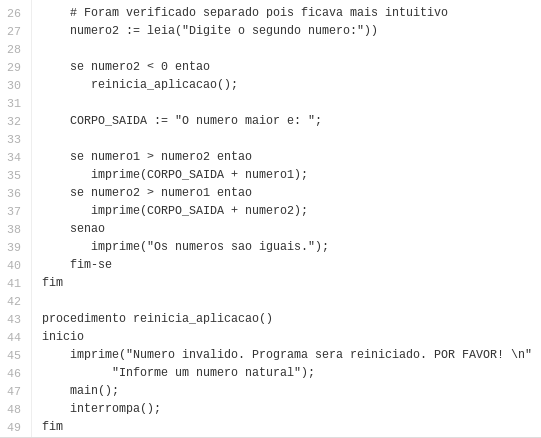 26     # Foram verificado separado pois ficava mais intuitivo
27     numero2 := leia("Digite o segundo numero:"))
28
29     se numero2 < 0 entao
30        reinicia_aplicacao();
31
32     CORPO_SAIDA := "O numero maior e: ";
33
34     se numero1 > numero2 entao
35        imprime(CORPO_SAIDA + numero1);
36     se numero2 > numero1 entao
37        imprime(CORPO_SAIDA + numero2);
38     senao
39        imprime("Os numeros sao iguais.");
40     fim-se
41 fim
42
43 procedimento reinicia_aplicacao()
44 inicio
45     imprime("Numero invalido. Programa sera reiniciado. POR FAVOR! \n"
46           "Informe um numero natural");
47     main();
48     interrompa();
49 fim